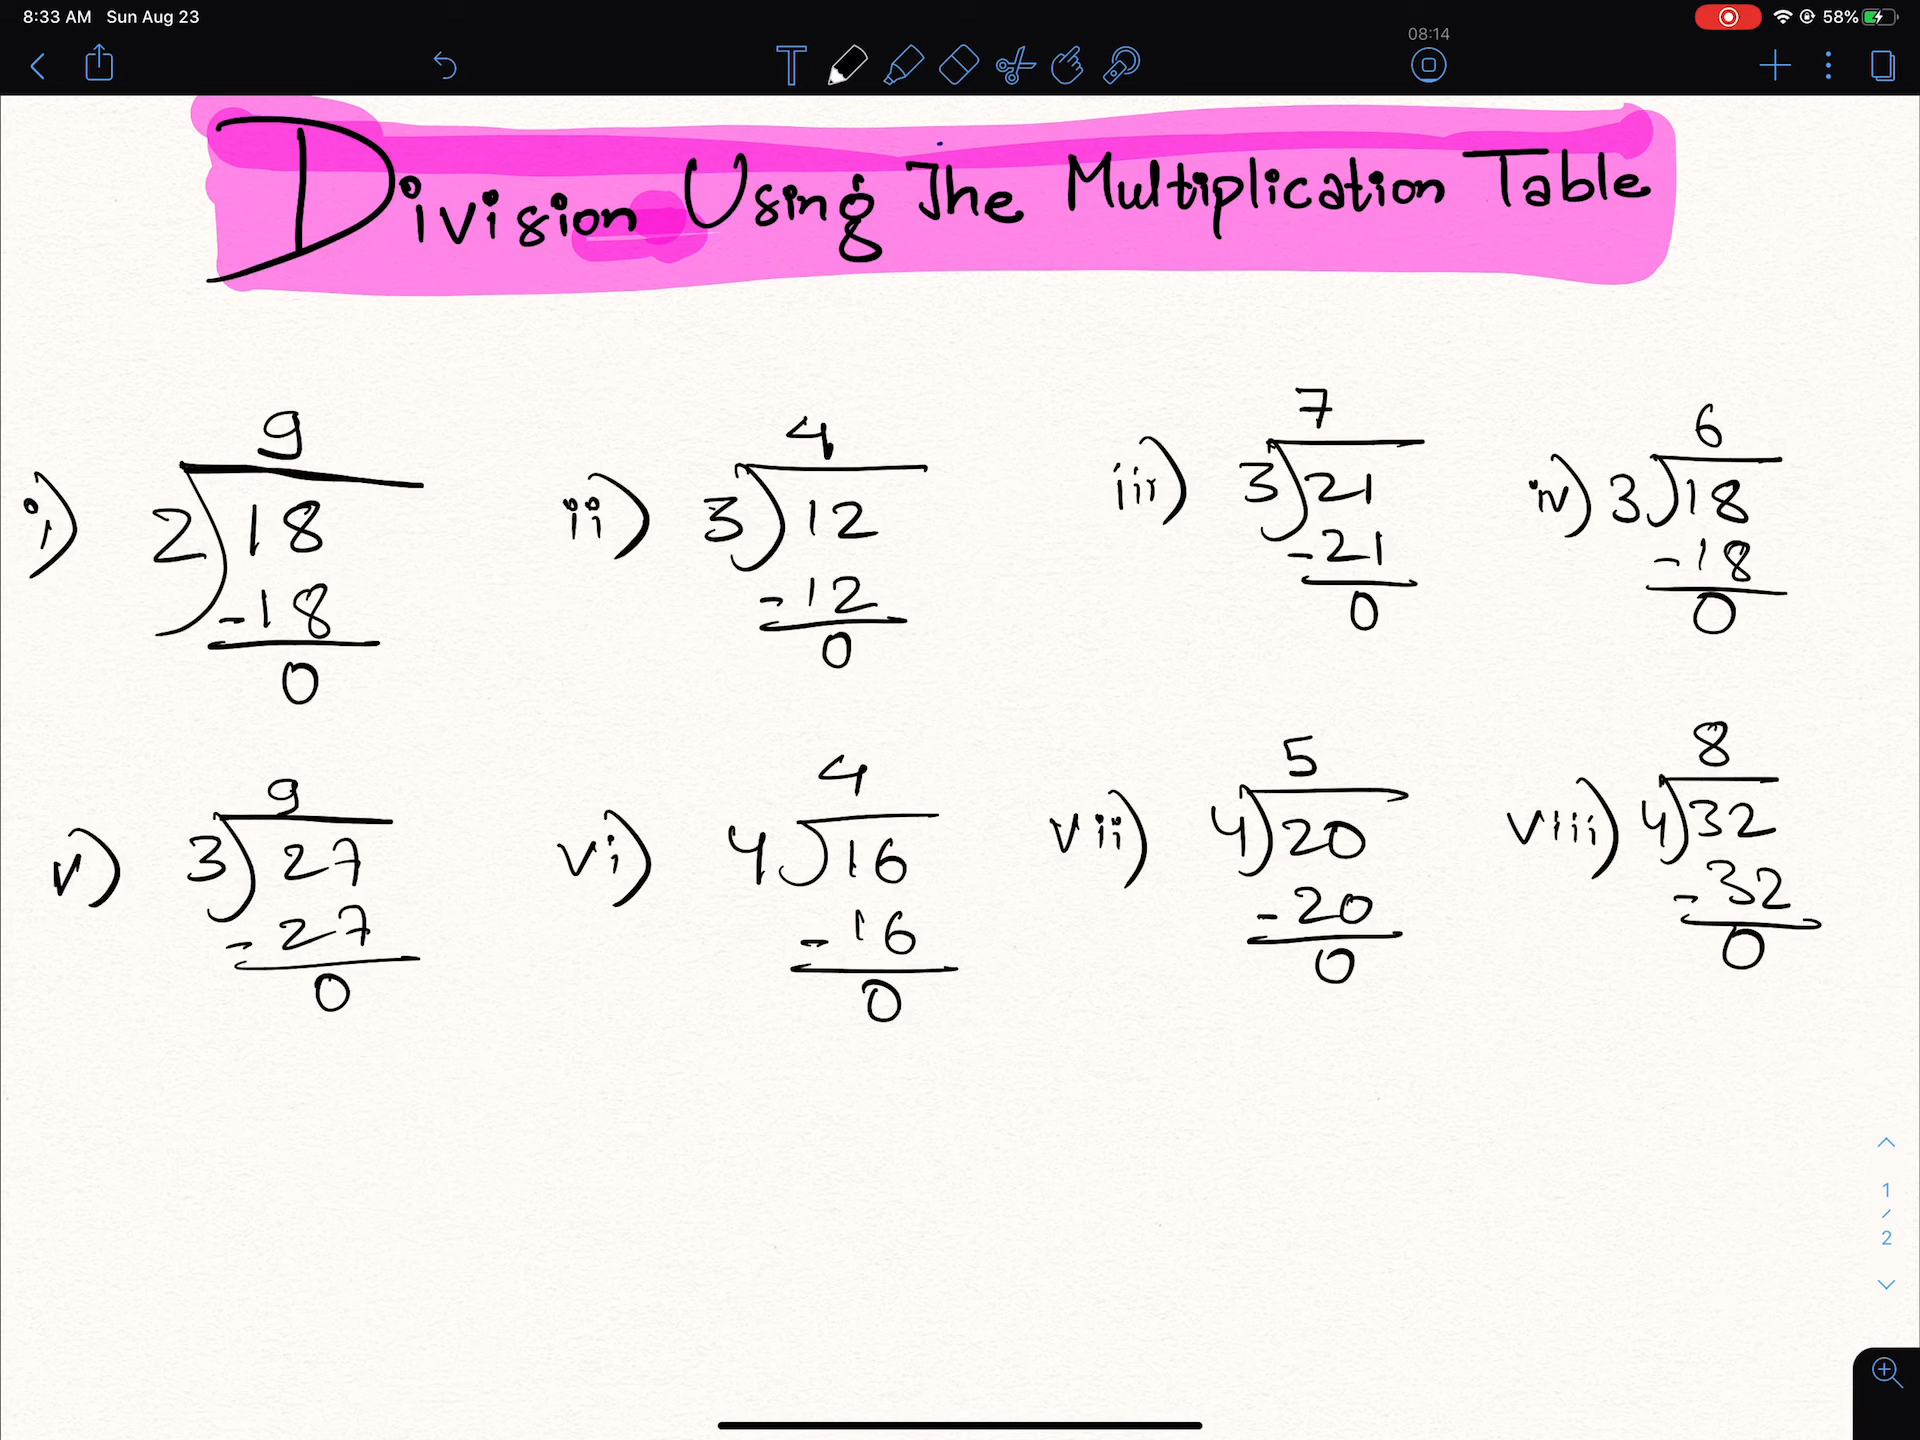 8:33 AM Sun Aug 23
58%
08:14
Division Using The Multiplication Table
i) 9
2)18
-18
0
ii) 4
3)12
-12
0
iii) 7
3)21
-21
0
iv) 6
3)18
-18
0
v) 9
3)27
-27
0
vi) 4
4)16
-16
0
vii) 5
4)20
-20
0
viii) 8
4)32
-32
0
1
/
2